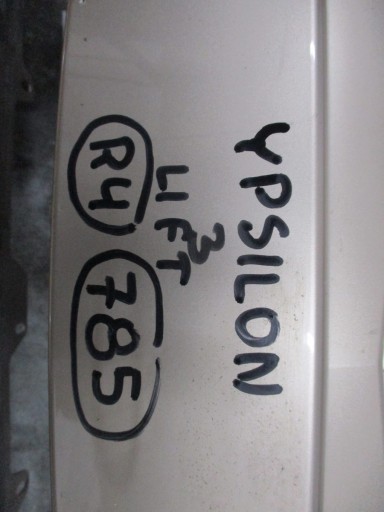 YPSILON
3
LIFT
R4 785